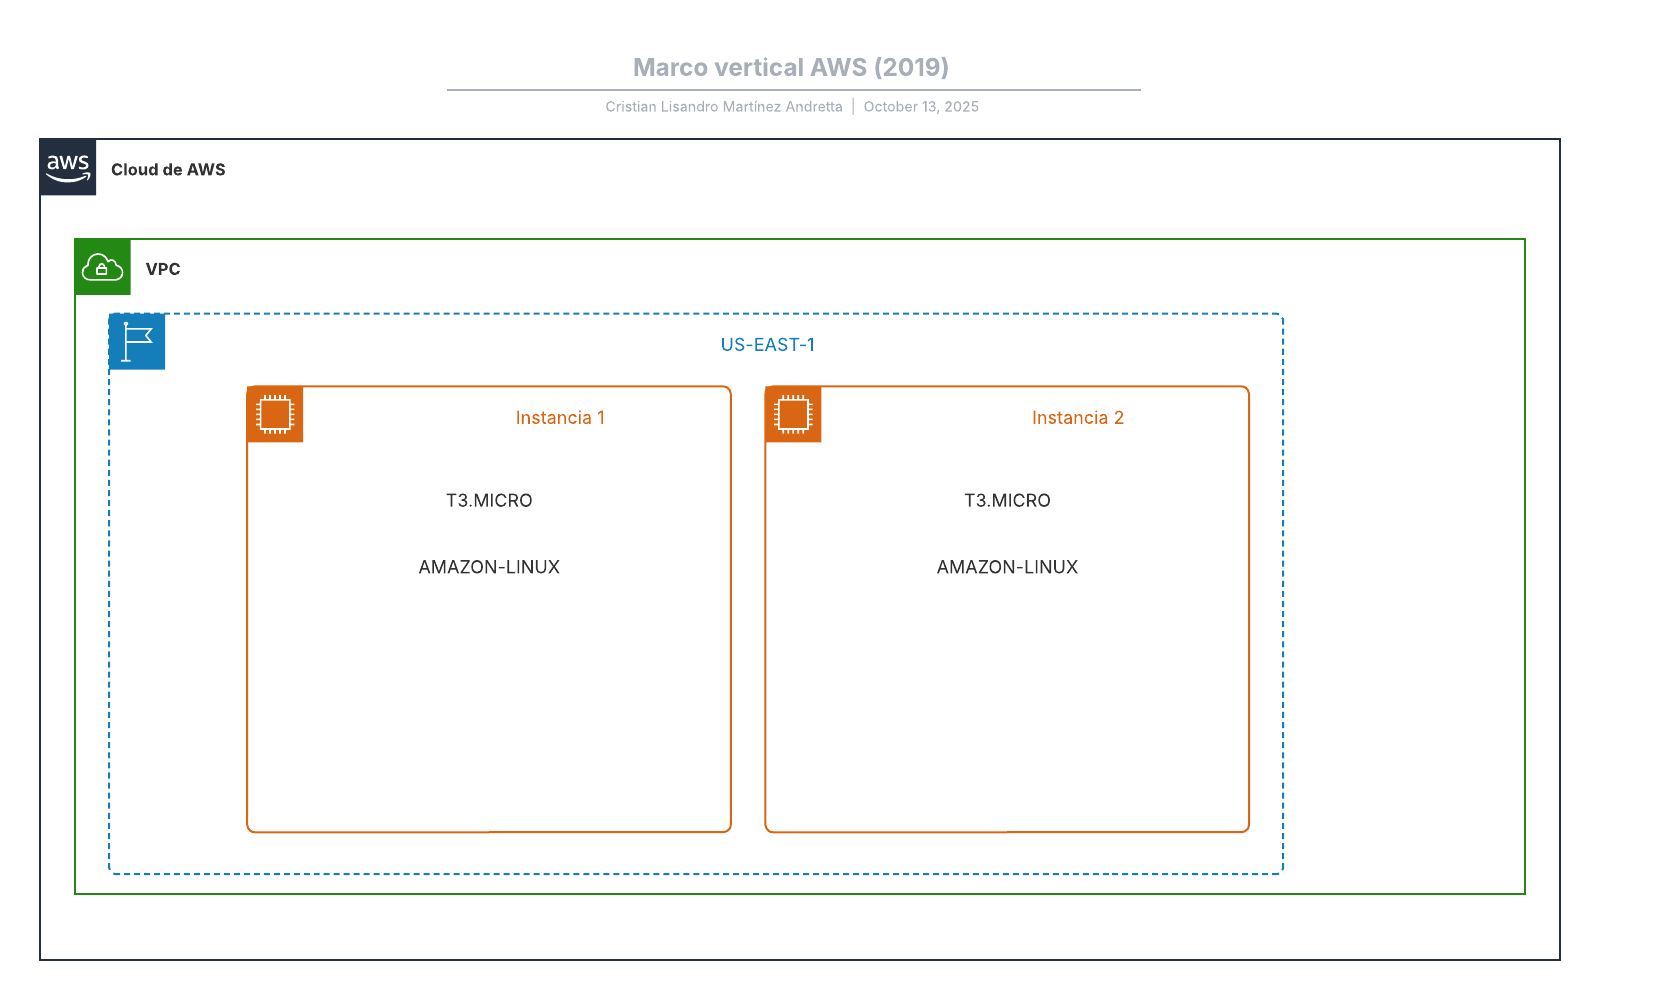 Marco vertical AWS (2019)
Cristian Lisandro Martínez Andretta | October 13, 2025
aws
Cloud de AWS
VPC
US-EAST-1
Instancia 1
T3.MICRO
AMAZON-LINUX
Instancia 2
T3.MICRO
AMAZON-LINUX